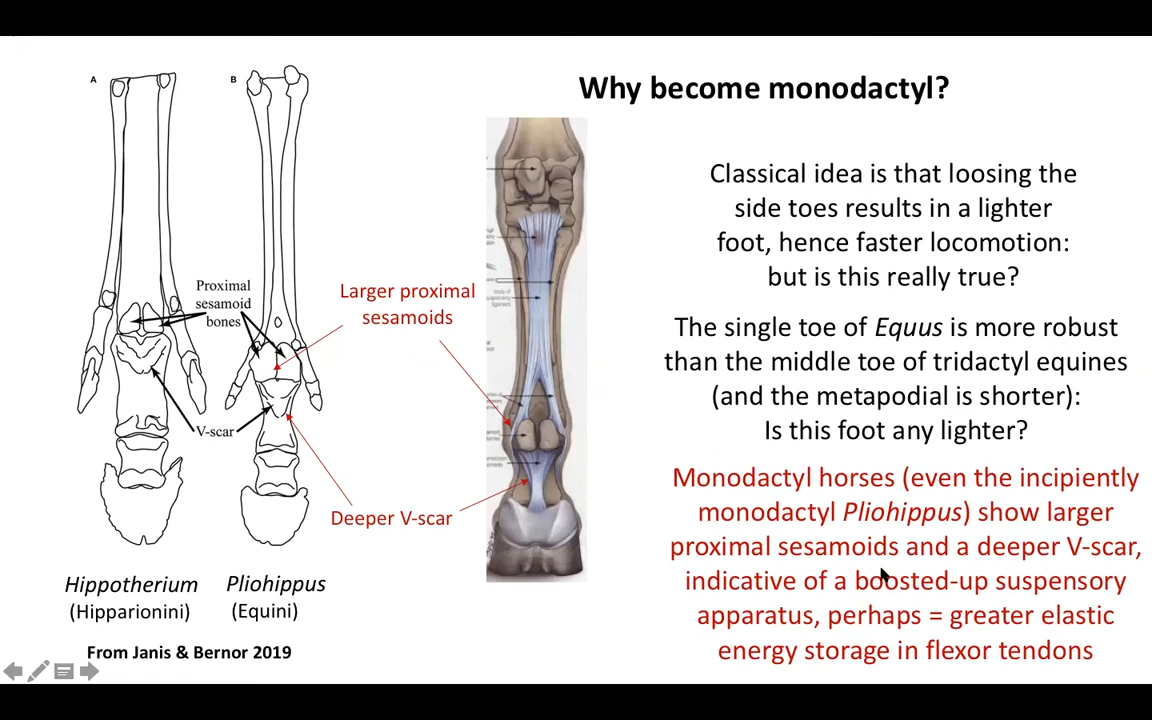 Why become monodactyl?
A
B
Proximal
sesamoid
bones
V-scar
Larger proximal
sesamoids
Deeper V-scar
Hippotherium
(Hipparionini)
Pliohippus
(Equini)
From Janis & Bernor 2019
body of
suspensory
ligament
Classical idea is that loosing the
side toes results in a lighter
foot, hence faster locomotion:
but is this really true?
The single toe of Equus is more robust
than the middle toe of tridactyl equines
(and the metapodial is shorter):
Is this foot any lighter?
Monodactyl horses (even the incipiently
monodactyl Pliohippus) show larger
proximal sesamoids and a deeper V-scar,
indicative of a boosted-up suspensory
apparatus, perhaps = greater elastic
energy storage in flexor tendons